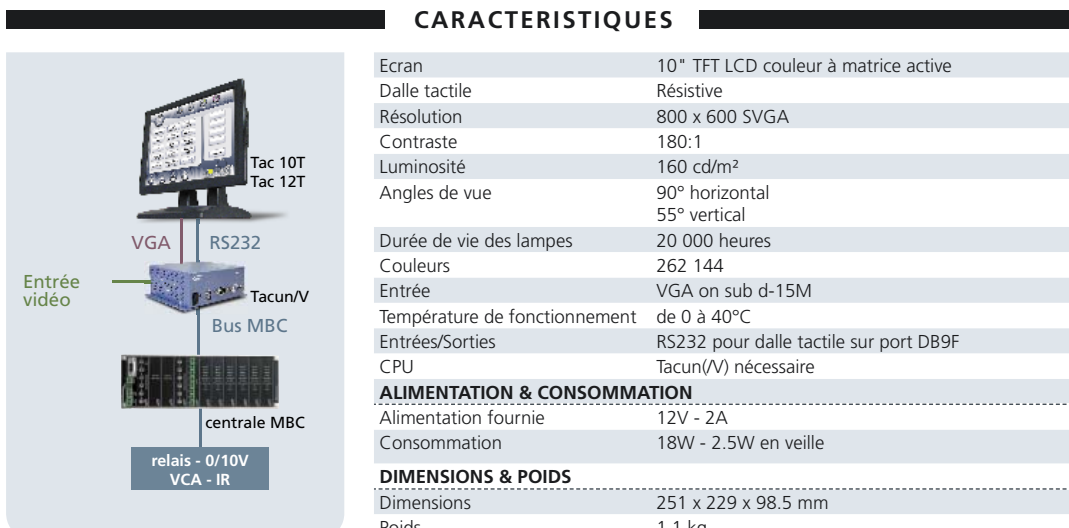 CARACTERISTIQUES
Tac 10T
Tac 12T
VGA
RS232
Entrée
vidéo
Tacun/V
Bus MBC
centrale MBC
relais - 0/10V
VCA - IR
Ecran 10" TFT LCD couleur à matrice active
Dalle tactile Résistive
Résolution 800 x 600 SVGA
Contraste 180:1
Luminosité 160 cd/m²
Angles de vue 90° horizontal
55° vertical
Durée de vie des lampes 20 000 heures
Couleurs 262 144
Entrée VGA on sub d-15M
Température de fonctionnement de 0 à 40°C
Entrées/Sorties RS232 pour dalle tactile sur port DB9F
CPU Tacun(/V) nécessaire
ALIMENTATION & CONSOMMATION
Alimentation fournie 12V - 2A
Consommation 18W - 2.5W en veille
DIMENSIONS & POIDS
Dimensions 251 x 229 x 98.5 mm
Poids 1.1 kg